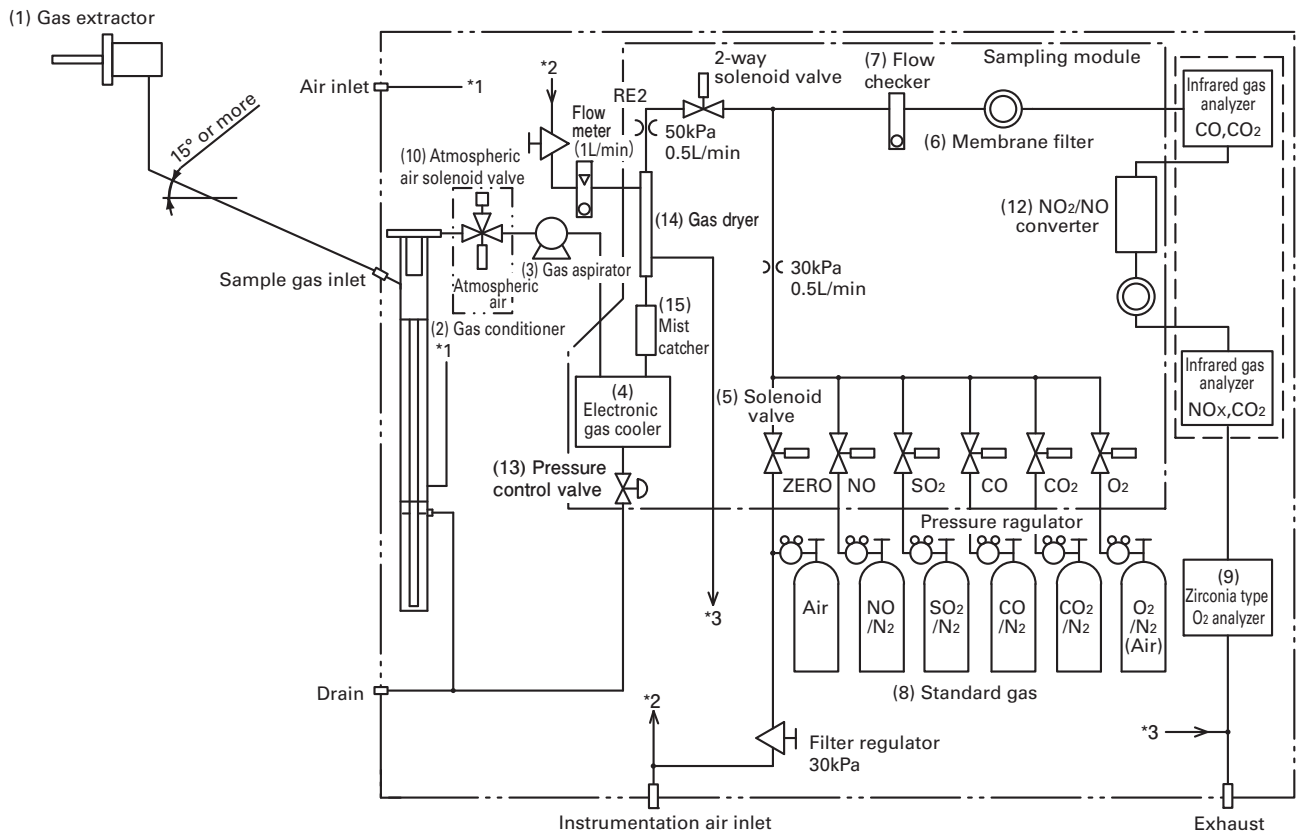 (1) Gas extractor
15° or more
Air inlet
*1
*2
RE2
2-way
solenoid valve
(7) Flow
checker
Sampling module
Infrared gas
analyzer
CO,CO2
50kPa
0.5L/min
Flow
meter
(1L/min)
(6) Membrane filter
(10) Atmospheric
air solenoid valve
(12) NO2/NO
converter
(14) Gas dryer
Sample gas inlet
(3) Gas aspirator
Atmospheric
air
30kPa
0.5L/min
(2) Gas conditioner
*1
(15)
Mist
catcher
Infrared gas
analyzer
NOX,CO2
(4)
Electronic
gas cooler
(5) Solenoid
valve
(13) Pressure
control valve
ZERO
NO
SO2
CO
CO2
O2
Pressure ragulator
Air
NO
/N2
SO2
/N2
CO
/N2
CO2
/N2
O2
/N2
(Air)
(9)
Zirconia type
O2 analyzer
*3
(8) Standard gas
Drain
*2
Filter regulator
30kPa
*3
Instrumentation air inlet
Exhaust